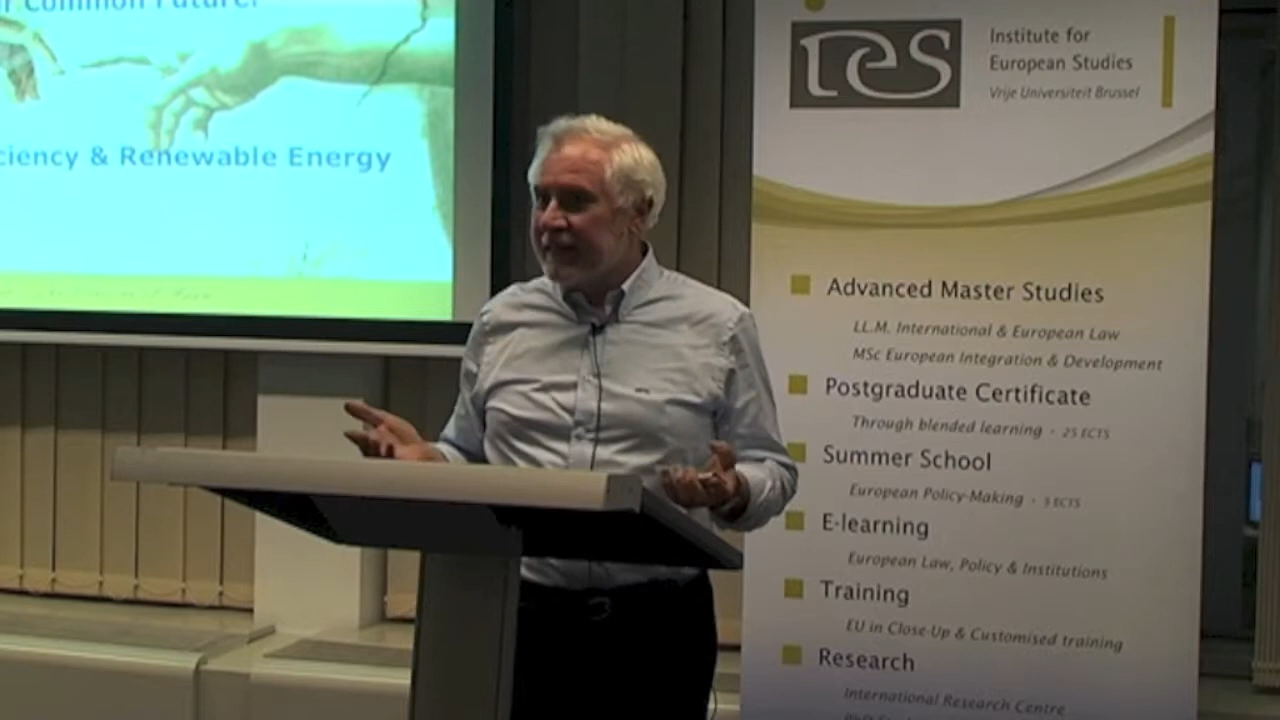 r Common Future!
ciency & Renewable Energy
ies
Institute for
European Studies
Vrije Universiteit Brussel
Advanced Master Studies
LL.M. International & European Law
MSc European Integration & Development
Postgraduate Certificate
Through blended learning - 25 ECTS
Summer School
European Policy-Making - 3 ECTS
E-learning
European Law, Policy & Institutions
Training
EU in Close-Up & Customised training
Research
International Research Centre